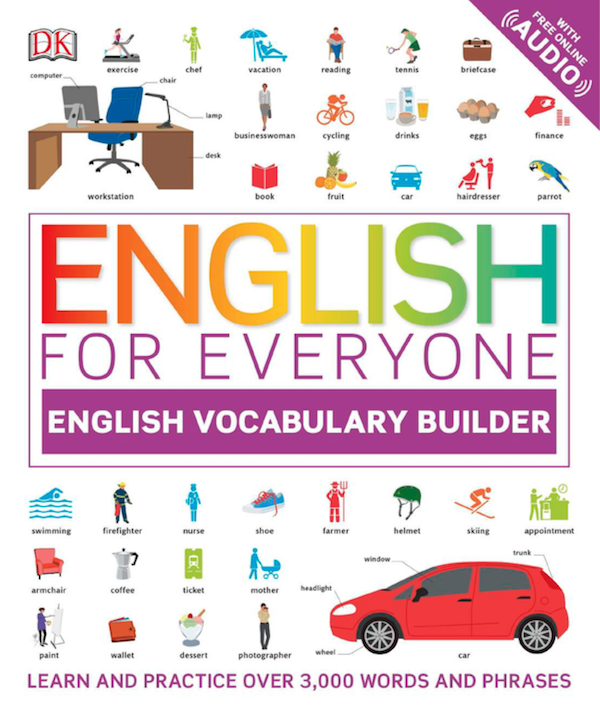 DK
WITH
FREE ONLINE
AUDIO
exercise
chef
vacation
reading
tennis
briefcase
computer
chair
lamp
desk
workstation
businesswoman
cycling
drinks
eggs
finance
book
fruit
car
hairdresser
parrot
ENGLISH
FOR EVERYONE
ENGLISH VOCABULARY BUILDER
swimming
firefighter
nurse
shoe
farmer
helmet
skiing
appointment
armchair
coffee
ticket
mother
window
trunk
headlight
wheel
car
paint
wallet
dessert
photographer
LEARN AND PRACTICE OVER 3,000 WORDS AND PHRASES